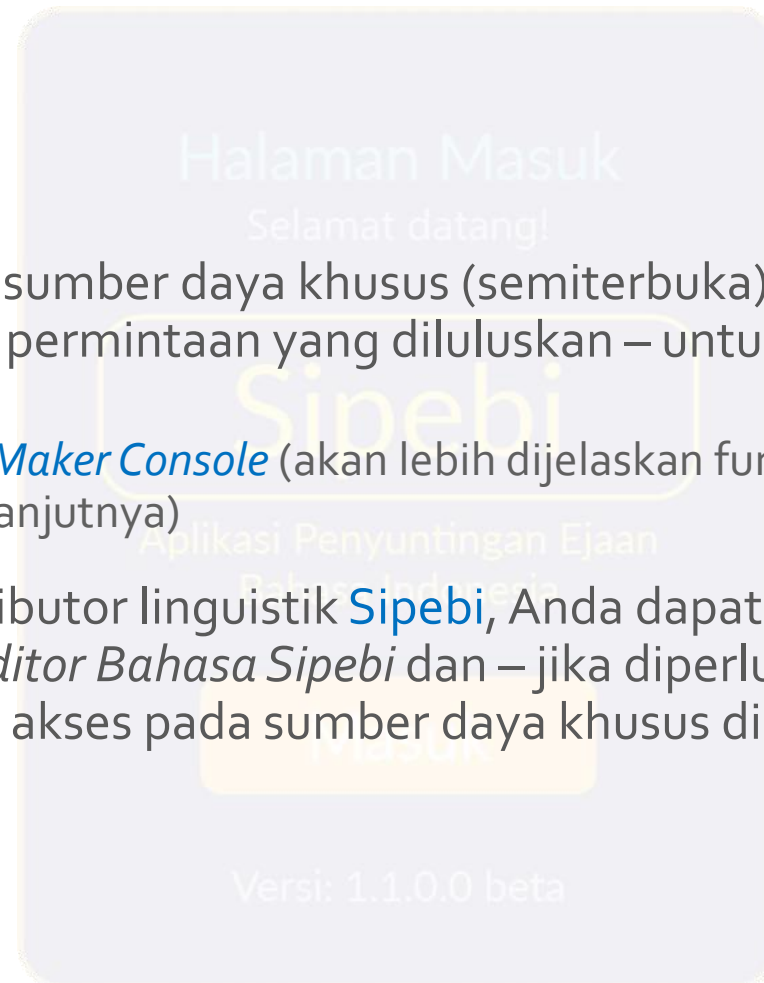 Halaman Masuk
Selamat datang!
sumber daya khusus (semiterbuka)
permintaan yang diluluskan – untu
Sipebi
Maker Console (akan lebih dijelaskan fun
anjutnya)
Aplikasi Penyuntingan Ejaan
Bahasa Indonesia
ibutor linguistik Sipebi, Anda dapat
ditor Bahasa Sipebi dan – jika diperlu
akses pada sumber daya khusus di
Masuk
Versi: 1.1.0.0 beta